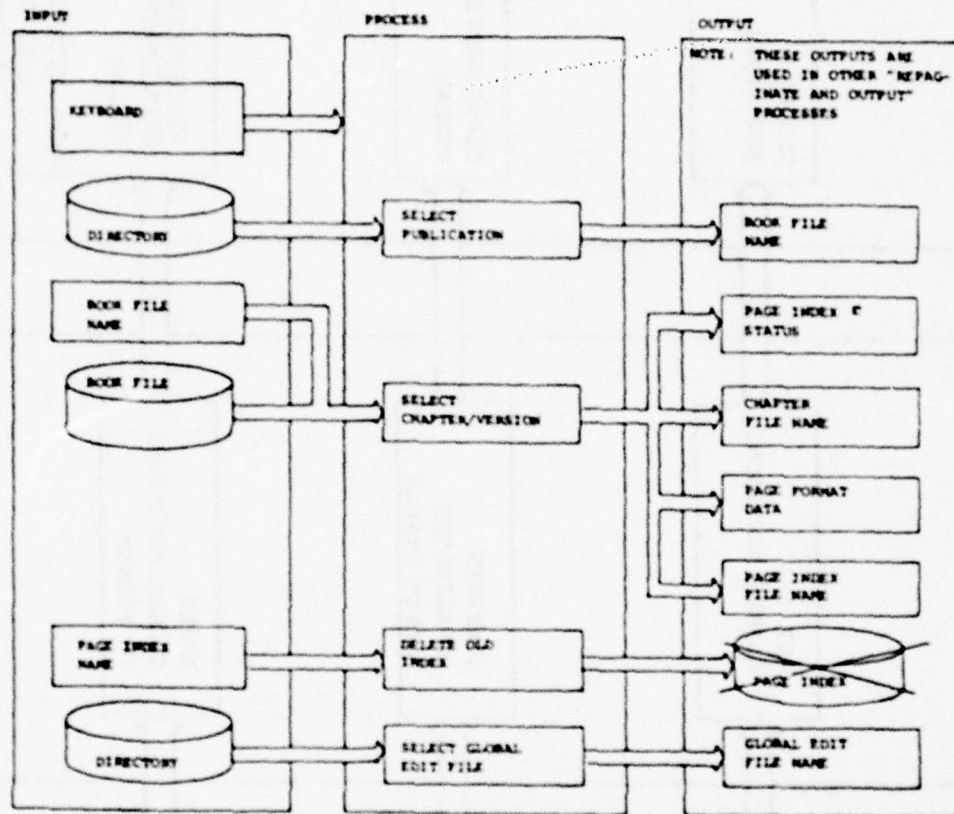 INPUT
PROCESS
OUTPUT
NOTE: THESE OUTPUTS ARE
USED IN OTHER "REPAG-
INATE AND OUTPUT"
PROCESSES
KEYBOARD
DIRECTORY
SELECT
PUBLICATION
BOOK FILE
NAME
BOOK FILE
NAME
BOOK FILE
SELECT
CHAPTER/VERSION
PAGE INDEX
STATUS
CHAPTER
FILE NAME
PAGE FORMAT
DATA
PAGE INDEX
FILE NAME
PAGE INDEX
NAME
DELETE OLD
INDEX
PAGE INDEX
DIRECTORY
SELECT GLOBAL
EDIT FILE
GLOBAL EDIT
FILE NAME